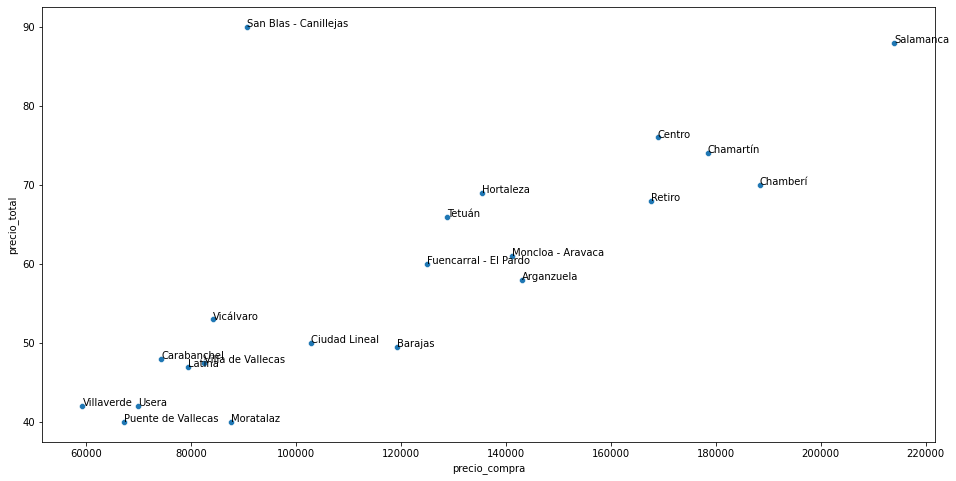 90
San Blas - Canillejas
Salamanca
80
Centro
Chamartín
70
Hortaleza
Chamberí
Retiro
Tetuán
precio_total
60
Fuencarral - El Pardo
Moncloa - Aravaca
Arganzuela
Vicálvaro
50
Ciudad Lineal
Barajas
Carabanchel
Latina
Villa de Vallecas
Villaverde
Usera
40
Puente de Vallecas
Moratalaz
60000
80000
100000
120000
140000
160000
180000
200000
220000
precio_compra